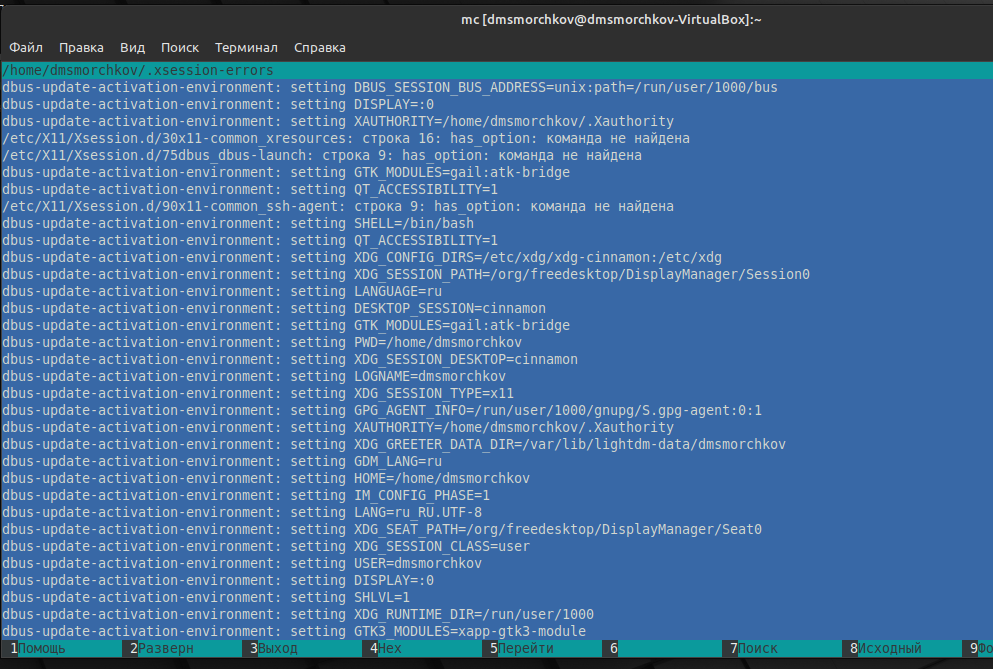 mc [dmsmorchkov@dmsmorchkov-VirtualBox]:~
Файл Правка Вид Поиск Терминал Справка
/home/dmsmorchkov/.xsession-errors
dbus-update-activation-environment: setting DBUS_SESSION_BUS_ADDRESS=unix:path=/run/user/1000/bus
dbus-update-activation-environment: setting DISPLAY=:0
dbus-update-activation-environment: setting XAUTHORITY=/home/dmsmorchkov/.Xauthority
/etc/X11/Xsession.d/30x11-common_xresources: строка 16: has_option: команда не найдена
/etc/X11/Xsession.d/75dbus_dbus-launch: строка 9: has_option: команда не найдена
dbus-update-activation-environment: setting GTK_MODULES=gail:atk-bridge
dbus-update-activation-environment: setting QT_ACCESSIBILITY=1
/etc/X11/Xsession.d/90x11-common_ssh-agent: строка 9: has_option: команда не найдена
dbus-update-activation-environment: setting SHELL=/bin/bash
dbus-update-activation-environment: setting QT_ACCESSIBILITY=1
dbus-update-activation-environment: setting XDG_CONFIG_DIRS=/etc/xdg/xdg-cinnamon:/etc/xdg
dbus-update-activation-environment: setting XDG_SESSION_PATH=/org/freedesktop/DisplayManager/Session0
dbus-update-activation-environment: setting LANGUAGE=ru
dbus-update-activation-environment: setting DESKTOP_SESSION=cinnamon
dbus-update-activation-environment: setting GTK_MODULES=gail:atk-bridge
dbus-update-activation-environment: setting PWD=/home/dmsmorchkov
dbus-update-activation-environment: setting XDG_SESSION_DESKTOP=cinnamon
dbus-update-activation-environment: setting LOGNAME=dmsmorchkov
dbus-update-activation-environment: setting XDG_SESSION_TYPE=x11
dbus-update-activation-environment: setting GPG_AGENT_INFO=/run/user/1000/gnupg/S.gpg-agent:0:1
dbus-update-activation-environment: setting XAUTHORITY=/home/dmsmorchkov/.Xauthority
dbus-update-activation-environment: setting XDG_GREETER_DATA_DIR=/var/lib/lightdm-data/dmsmorchkov
dbus-update-activation-environment: setting GDM_LANG=ru
dbus-update-activation-environment: setting HOME=/home/dmsmorchkov
dbus-update-activation-environment: setting IM_CONFIG_PHASE=1
dbus-update-activation-environment: setting LANG=ru_RU.UTF-8
dbus-update-activation-environment: setting XDG_SEAT_PATH=/org/freedesktop/DisplayManager/Seat0
dbus-update-activation-environment: setting XDG_SESSION_CLASS=user
dbus-update-activation-environment: setting USER=dmsmorchkov
dbus-update-activation-environment: setting DISPLAY=:0
dbus-update-activation-environment: setting SHLVL=1
dbus-update-activation-environment: setting XDG_RUNTIME_DIR=/run/user/1000
dbus-update-activation-environment: setting GTK3_MODULES=xapp-gtk3-module
1Помощь 2Разверн 3Выход 4Hex 5Перейти 6 7Поиск 8Исходный 9Фо